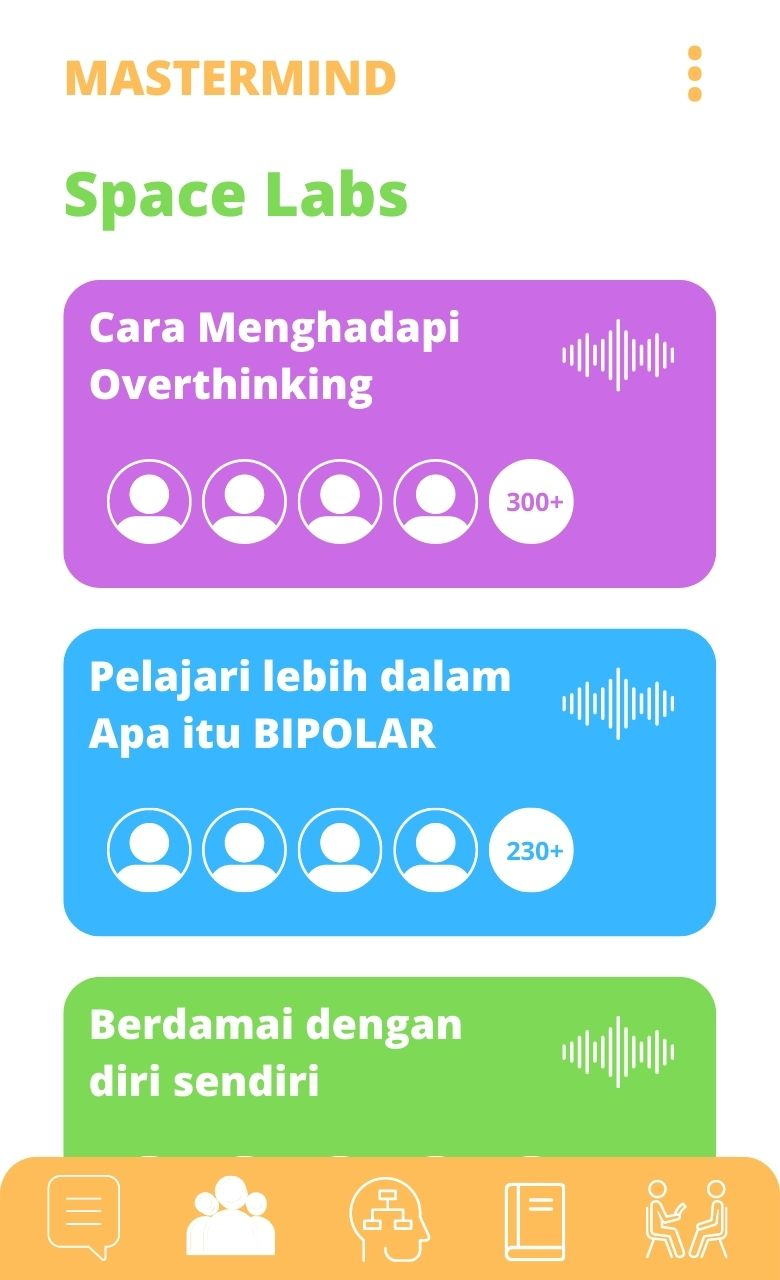 MASTERMIND
Space Labs
Cara Menghadapi
Overthinking
300+
Pelajari lebih dalam
Apa itu BIPOLAR
230+
Berdamai dengan
diri sendiri